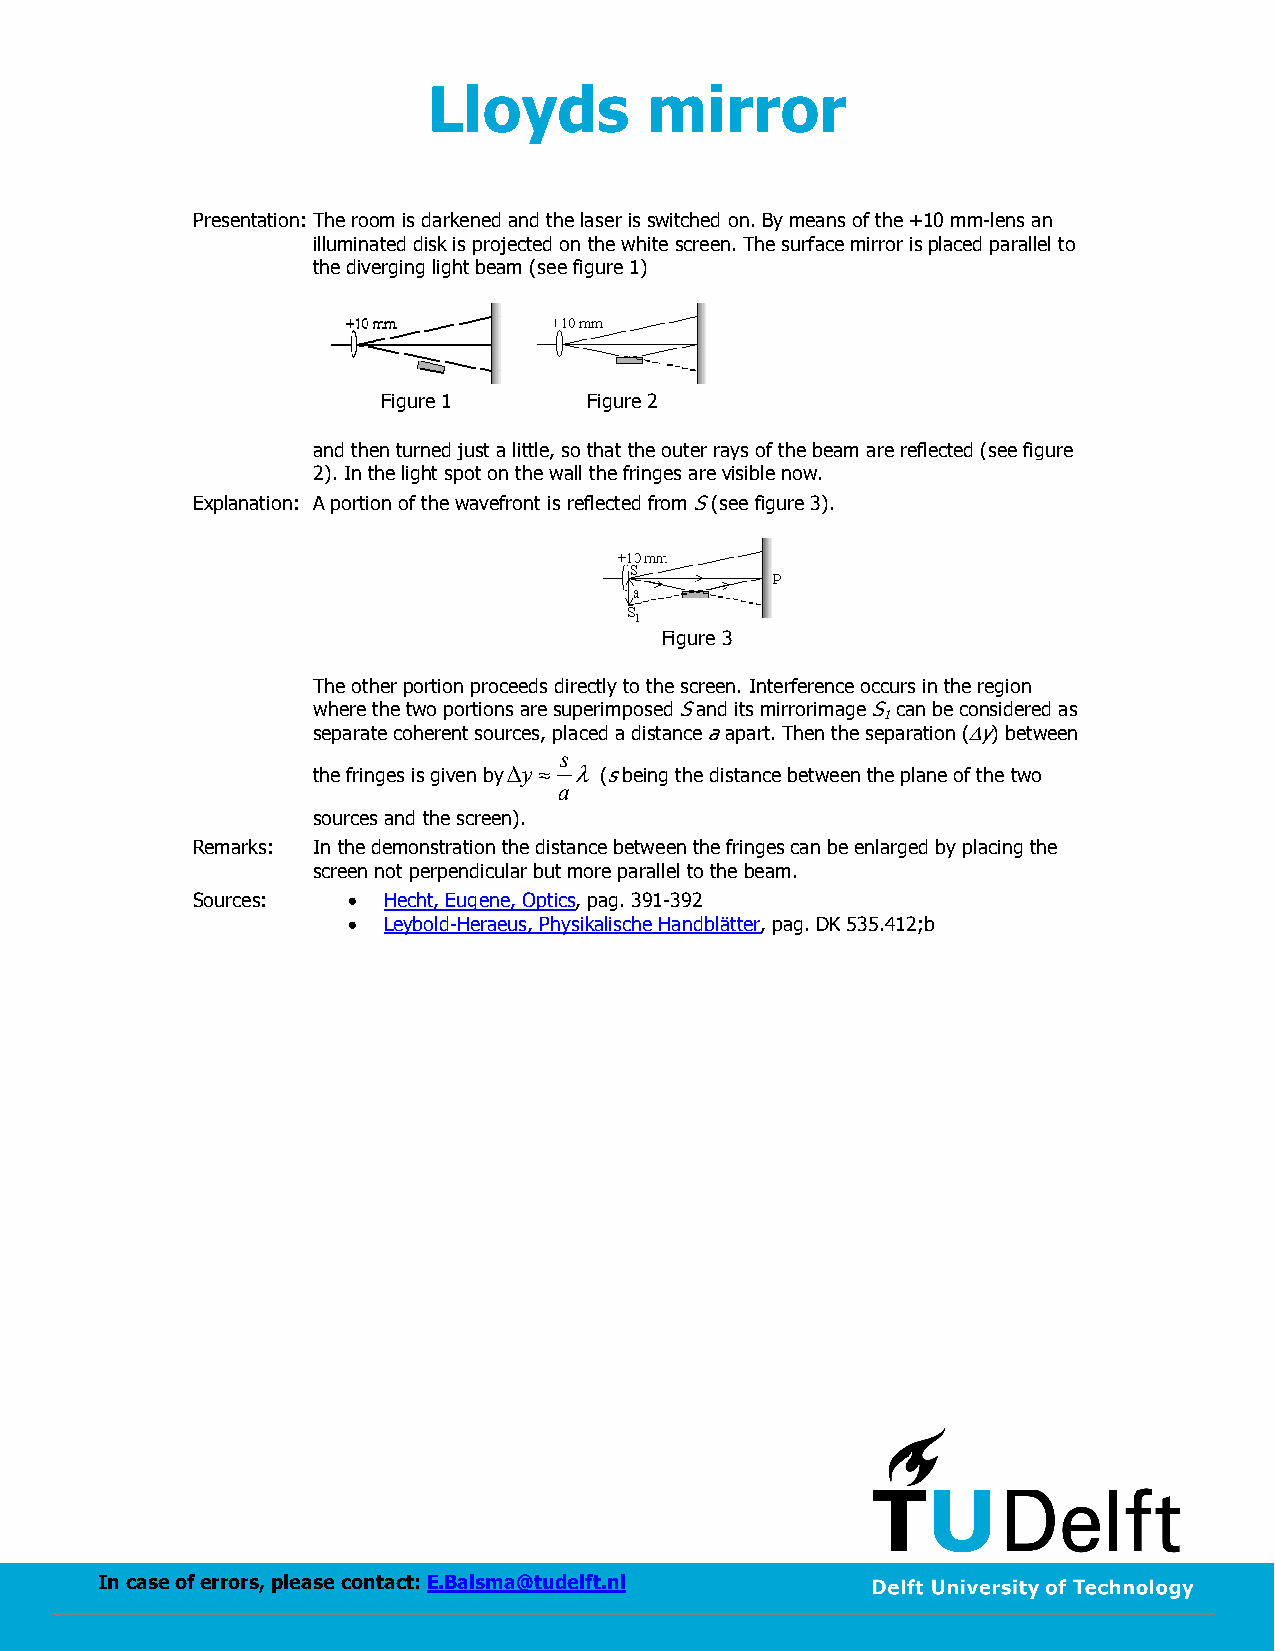 Lloyds mirror
Presentation: The room is darkened and the laser is switched on. By means of the +10 mm-lens an
illuminated disk is projected on the white screen. The surface mirror is placed parallel to
the diverging light beam (see figure 1)
+10 mm +10 mm
Figure 1 Figure 2
and then turned just a little, so that the outer rays of the beam are reflected (see figure
2). In the light spot on the wall the fringes are visible now.
Explanation: A portion of the wavefront is reflected from S (see figure 3).
+10 mm
S
P
a
S1
Figure 3
The other portion proceeds directly to the screen. Interference occurs in the region
where the two portions are superimposed S and its mirrorimage S1 can be considered as
separate coherent sources, placed a distance a apart. Then the separation (Δy) between
the fringes is given by Δy ≈ s/a λ (s being the distance between the plane of the two
sources and the screen).
Remarks: In the demonstration the distance between the fringes can be enlarged by placing the
screen not perpendicular but more parallel to the beam.
Sources: • Hecht, Eugene, Optics, pag. 391-392
• Leybold-Heraeus, Physikalische Handblätter, pag. DK 535.412;b
TUDelft
In case of errors, please contact: E.Balsma@tudelft.nl
Delft University of Technology